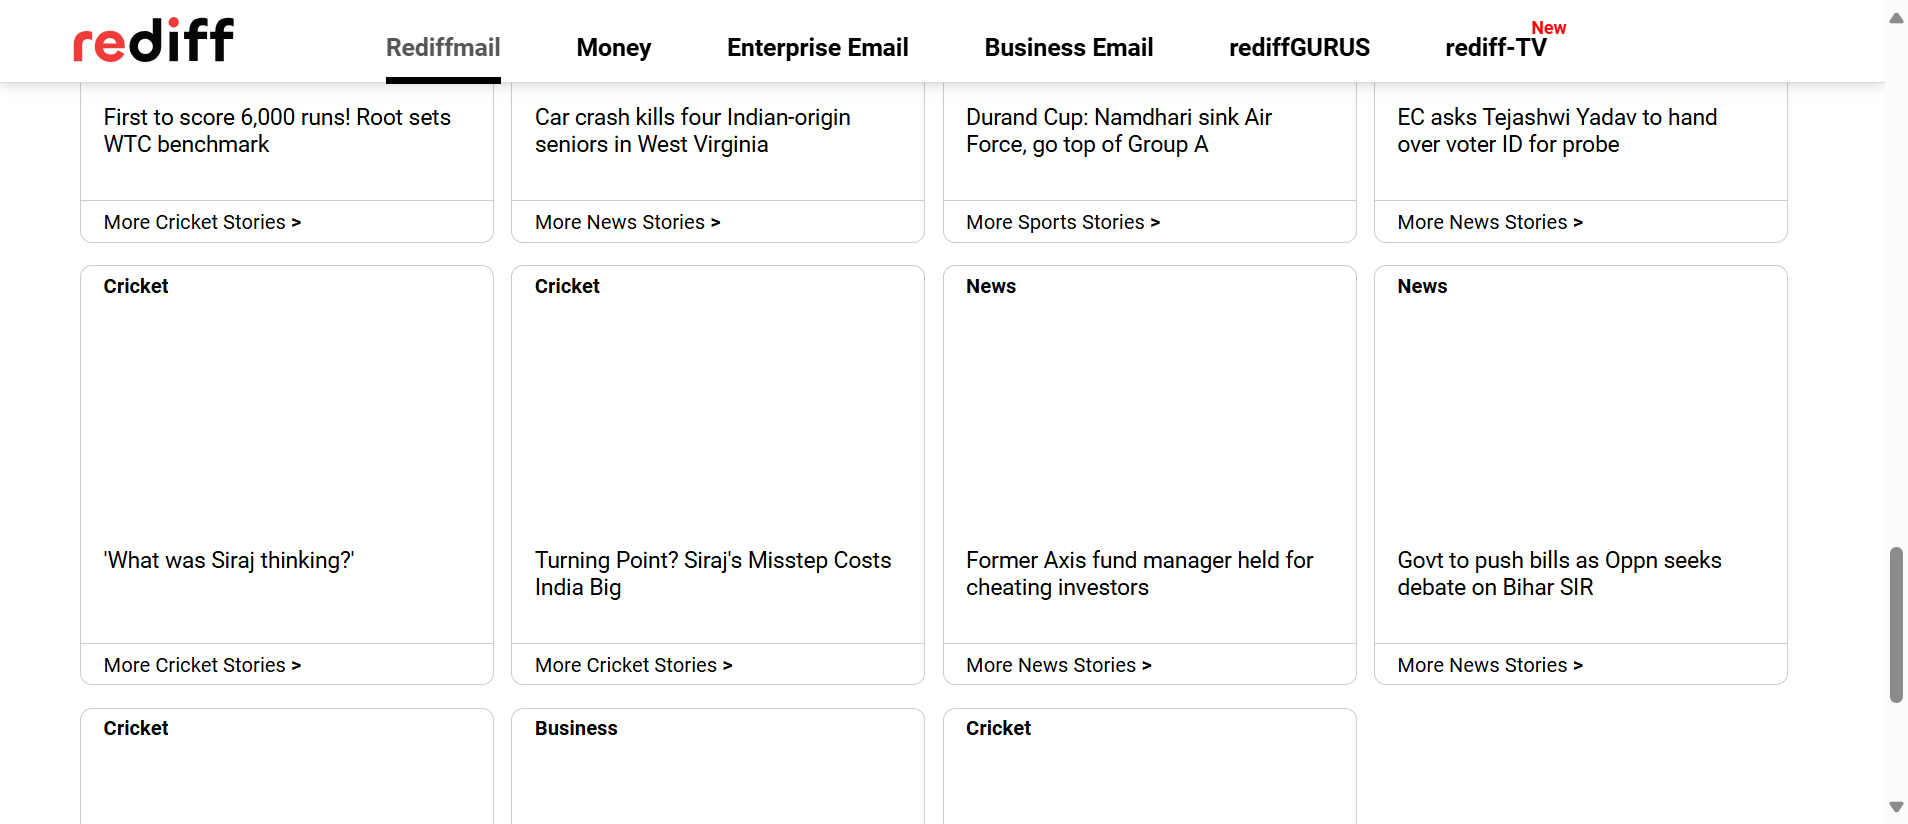 rediff
Rediffmail
Money
Enterprise Email
Business Email
rediffGURUS
rediff-TV
New
First to score 6,000 runs! Root sets
WTC benchmark
More Cricket Stories >
Car crash kills four Indian-origin
seniors in West Virginia
More News Stories >
Durand Cup: Namdhari sink Air
Force, go top of Group A
More Sports Stories >
EC asks Tejashwi Yadav to hand
over voter ID for probe
More News Stories >
Cricket
'What was Siraj thinking?'
More Cricket Stories >
Cricket
Turning Point? Siraj's Misstep Costs
India Big
More Cricket Stories >
News
Former Axis fund manager held for
cheating investors
More News Stories >
News
Govt to push bills as Oppn seeks
debate on Bihar SIR
More News Stories >
Cricket
Business
Cricket